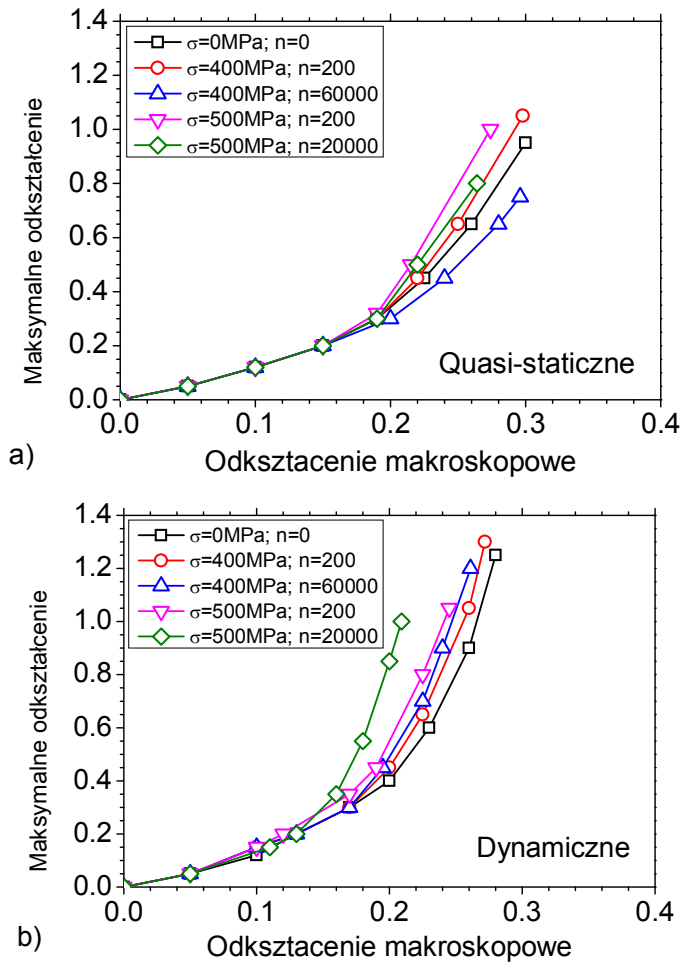 1.4
1.2
1.0
0.8
0.6
0.4
0.2
0.0
Maksymalne odkształcenie
σ=0MPa; n=0
σ=400MPa; n=200
σ=400MPa; n=60000
σ=500MPa; n=200
σ=500MPa; n=20000
Quasi-staticzne
0.0 0.1 0.2 0.3 0.4
a)
Odksztacenie makroskopowe
1.4
1.2
1.0
0.8
0.6
0.4
0.2
0.0
Maksymalne odkształcenie
σ=0MPa; n=0
σ=400MPa; n=200
σ=400MPa; n=60000
σ=500MPa; n=200
σ=500MPa; n=20000
Dynamiczne
0.0 0.1 0.2 0.3 0.4
b)
Odksztacenie makroskopowe